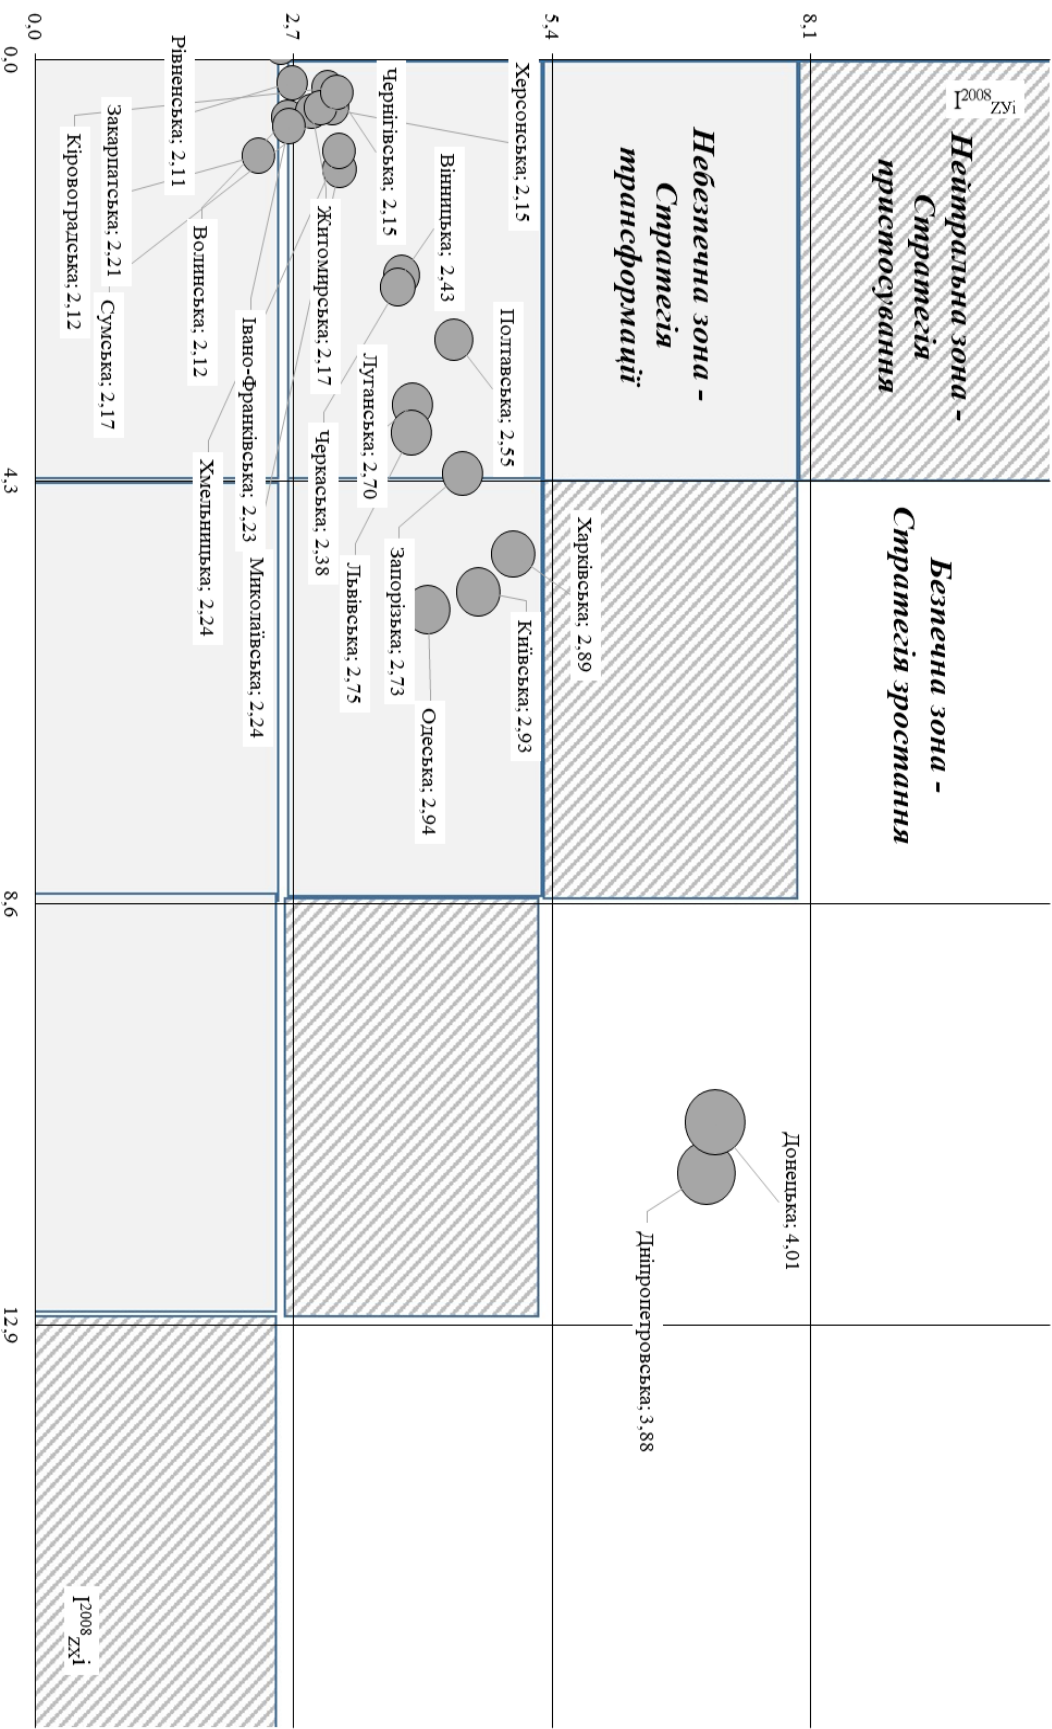 I²⁰⁰⁸ZYi
Нейтральна зона -
Стратегія
пристосування
Безпечна зона -
Стратегія зростання
Небезпечна зона -
Стратегія
трансформації
8,1
5,4
2,7
0,0
0,0
4,3
8,6
12,9
Донецька; 4,01
Дніпропетровська; 3,88
Харківська; 2,89
Київська; 2,93
Херсонська; 2,15
Полтавська; 2,55
Вінницька; 2,43
Одеська; 2,94
Чернігівська; 2,15
Запорізька; 2,73
Луганська; 2,70
Львівська; 2,75
Житомирська; 2,17
Черкаська; 2,38
Івано-Франківська; 2,23
Миколаївська; 2,24
Волинська; 2,12
Хмельницька; 2,24
Рівненська; 2,11
Закарпатська; 2,21
Сумська; 2,17
Кіровоградська; 2,12
I²⁰⁰⁸ZXi